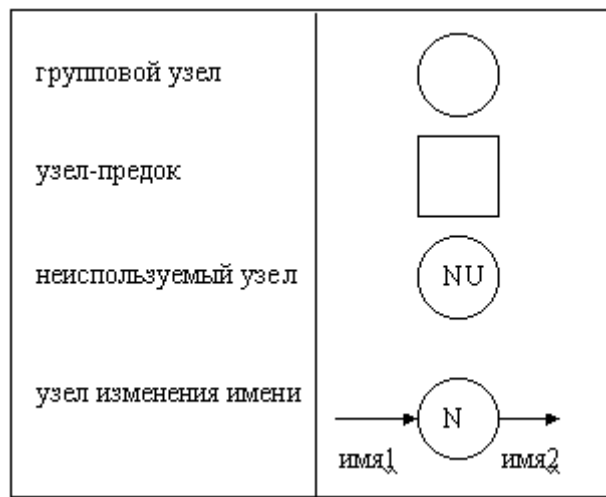 групповой узел
узел-предок
неиспользуемый узел
NU
узел изменения имени
N
имя1
имя2